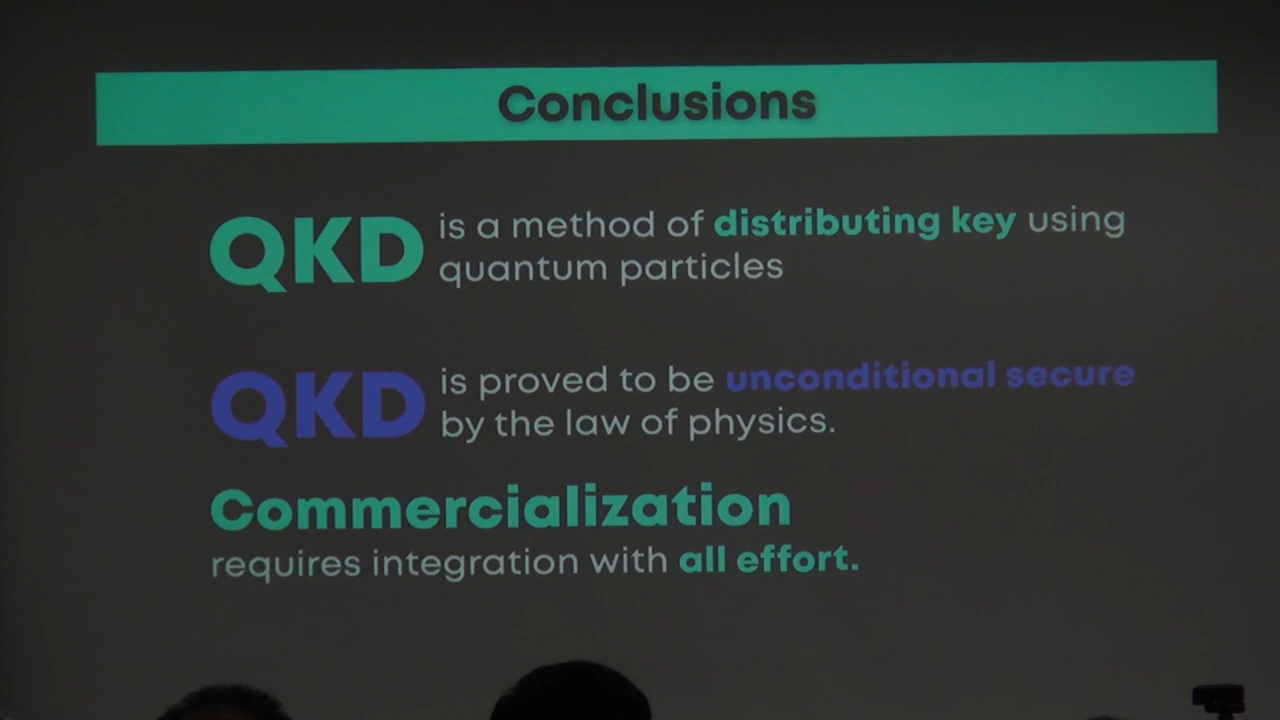 Conclusions
QKD is a method of distributing key using
quantum particles
QKD is proved to be unconditional secure
by the law of physics.
Commercialization
requires integration with all effort.